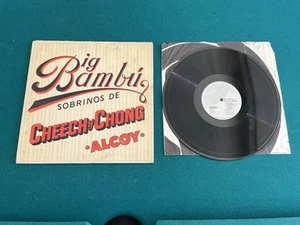 Big
Bambú
SOBRINOS DE
CHEECH y CHONG
·ALCOY·